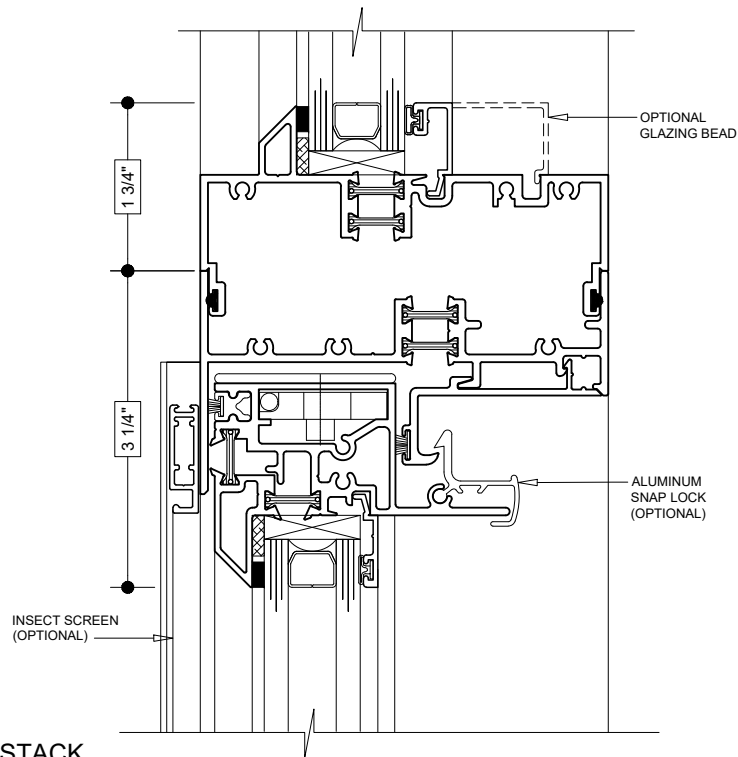 OPTIONAL
GLAZING BEAD
1 3/4"
3 1/4"
ALUMINUM
SNAP LOCK
(OPTIONAL)
INSECT SCREEN
(OPTIONAL)
STACK